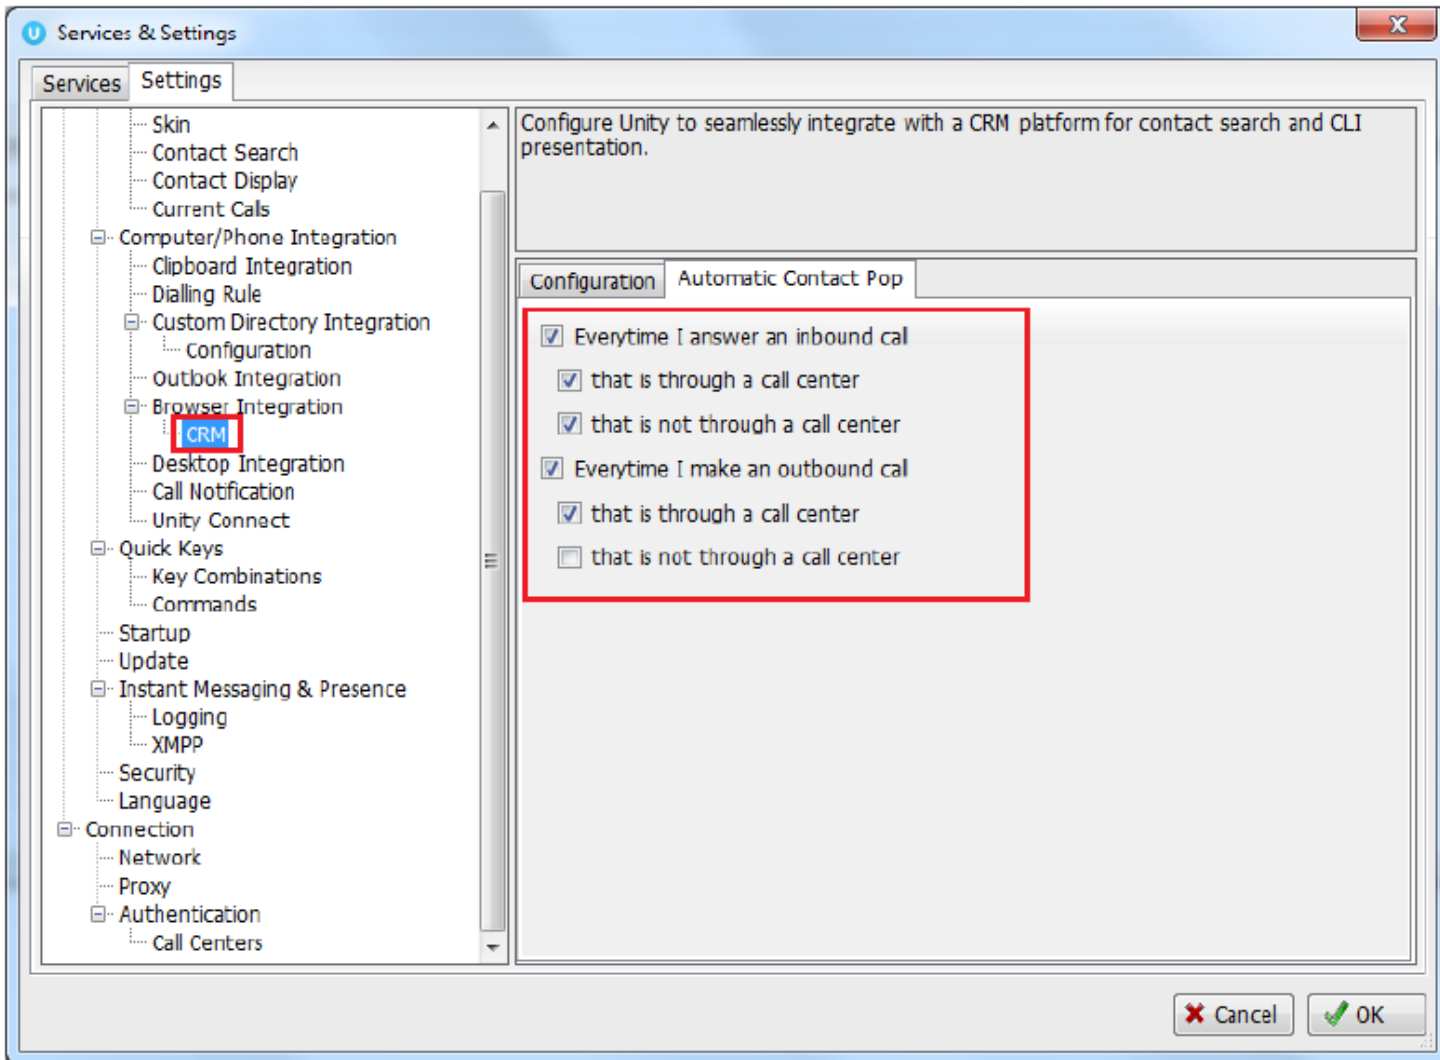 Services & Settings
Services
Settings
Skin
Contact Search
Contact Display
Current Calls
Computer/Phone Integration
Clipboard Integration
Dialling Rule
Custom Directory Integration
Configuration
Outlook Integration
Browser Integration
CRM
Desktop Integration
Call Notification
Unity Connect
Quick Keys
Key Combinations
Commands
Startup
Update
Instant Messaging & Presence
Logging
XMPP
Security
Language
Connection
Network
Proxy
Authentication
Call Centers
Configure Unity to seamlessly integrate with a CRM platform for contact search and CLI
presentation.
Configuration
Automatic Contact Pop
Everytime I answer an inbound call
that is through a call center
that is not through a call center
Everytime I make an outbound call
that is through a call center
that is not through a call center
Cancel
OK